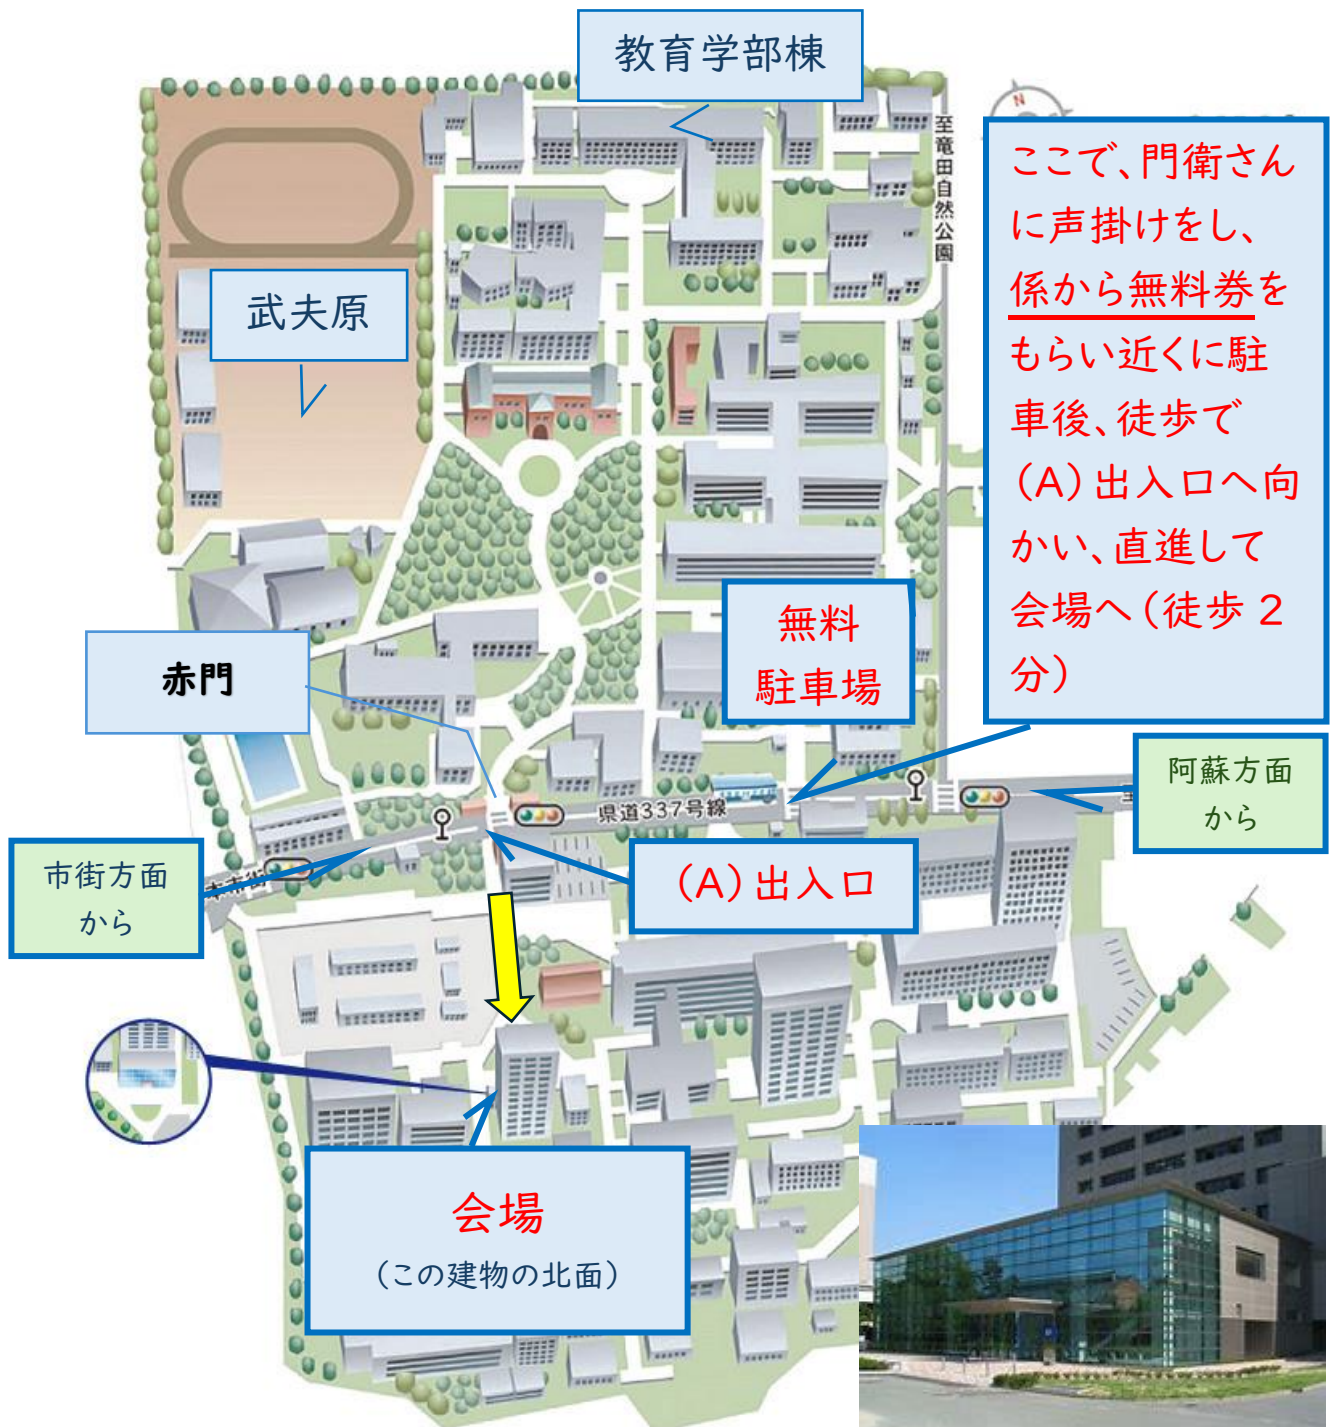 教育学部棟
N
至竜田自然公園
ここで、門衛さん
に声掛けをし、
係から無料券を
もらい近くに駐
車後、徒歩で
(A)出入口へ向
かい、直進して
会場へ(徒歩2
分)
武夫原
無料
駐車場
赤門
阿蘇方面
から
県道337号線
(A)出入口
市街方面
から
本市街
会場
(この建物の北面)